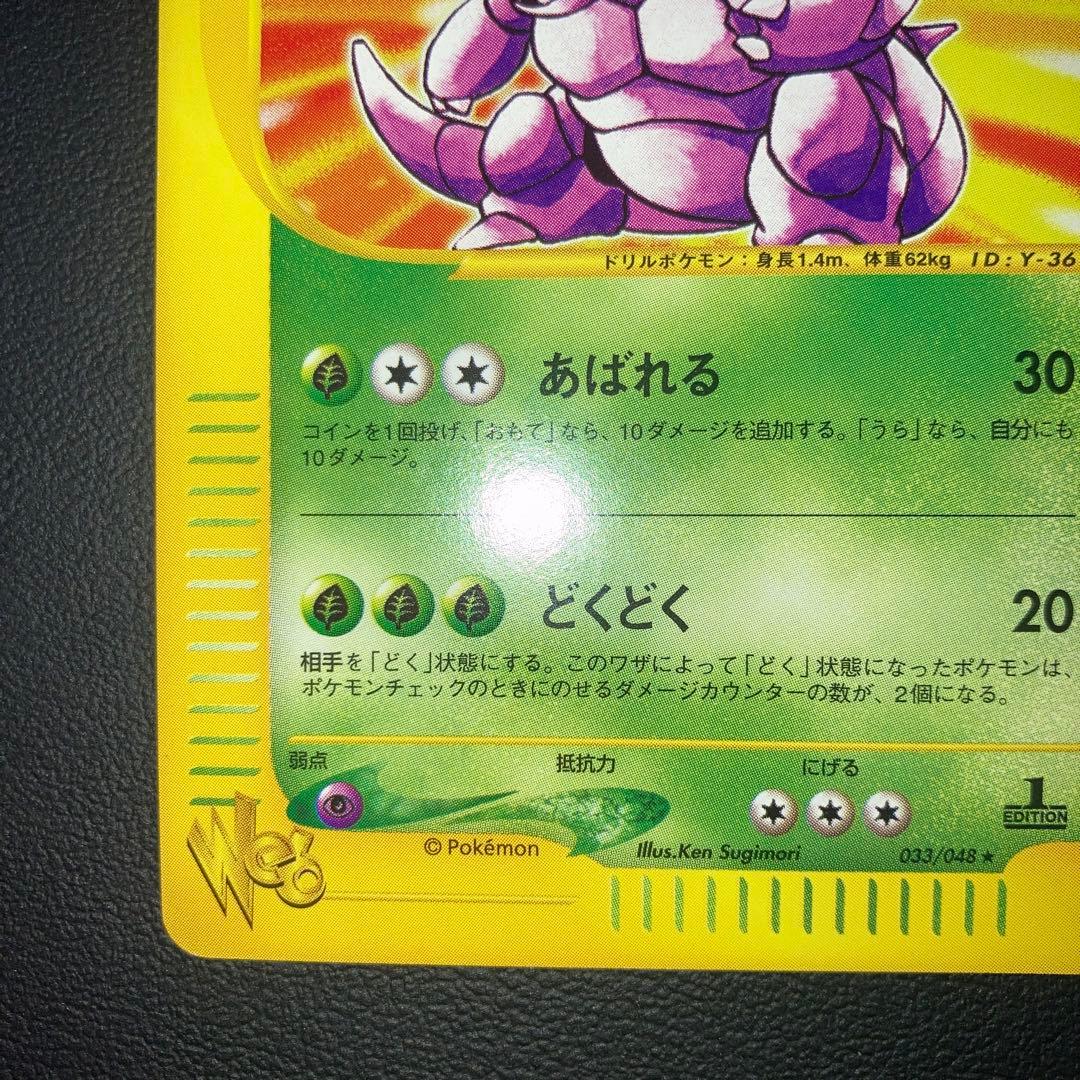 ドリルポケモン：身長1.4m、体重62kg ID:Y-36
あばれる 30
コインを1回投げ、「おもて」なら、10ダメージを追加する。「うら」なら、自分にも
10ダメージ。
どくどく 20
相手を「どく」状態にする。このワザによって「どく」状態になったポケモンは、
ポケモンチェックのときにのせるダメージカウンターの数が、2個になる。
弱点 抵抗力 にげる
1
EDITION
Web
© Pokémon
Illus.Ken Sugimori 033/048★